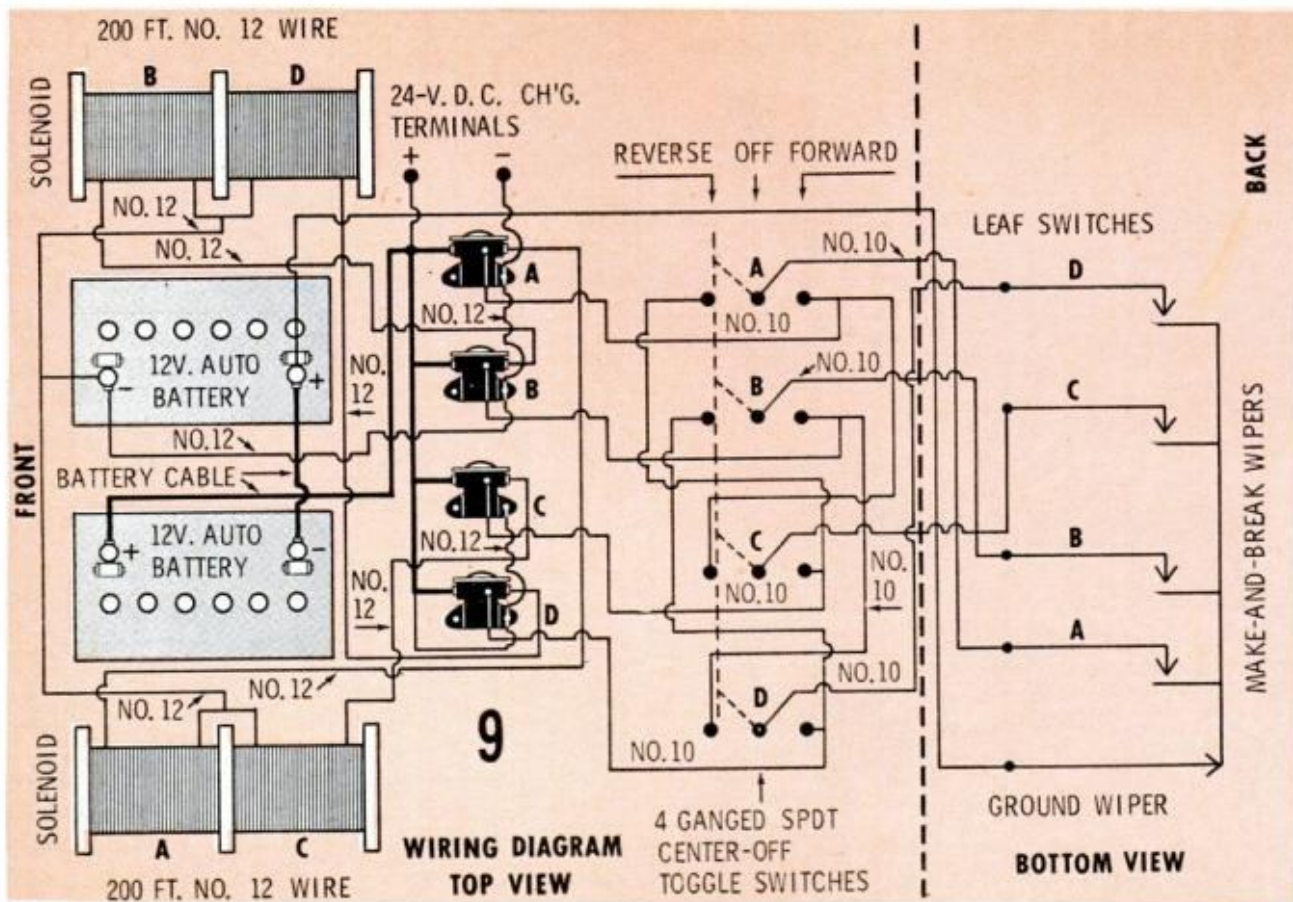 200 FT. NO. 12 WIRE
B
D
SOLENOID
24-V. D. C. CH'G.
TERMINALS
+
-
REVERSE OFF FORWARD
BACK
NO. 12
NO. 12
LEAF SWITCHES
NO. 10
A
A
D
NO. 12
NO. 10
12V. AUTO
BATTERY
-
+
NO.
12
B
B
NO. 10
C
NO. 12
BATTERY CABLE
FRONT
MAKE-AND-BREAK WIPERS
12V. AUTO
BATTERY
+
-
C
NO. 12
C
NO. 10
NO.
10
B
NO.
12
D
A
NO. 12
NO. 12
D
NO. 10
NO. 10
9
SOLENOID
GROUND WIPER
A
C
200 FT. NO. 12 WIRE
WIRING DIAGRAM
TOP VIEW
4 GANGED SPDT
CENTER-OFF
TOGGLE SWITCHES
BOTTOM VIEW